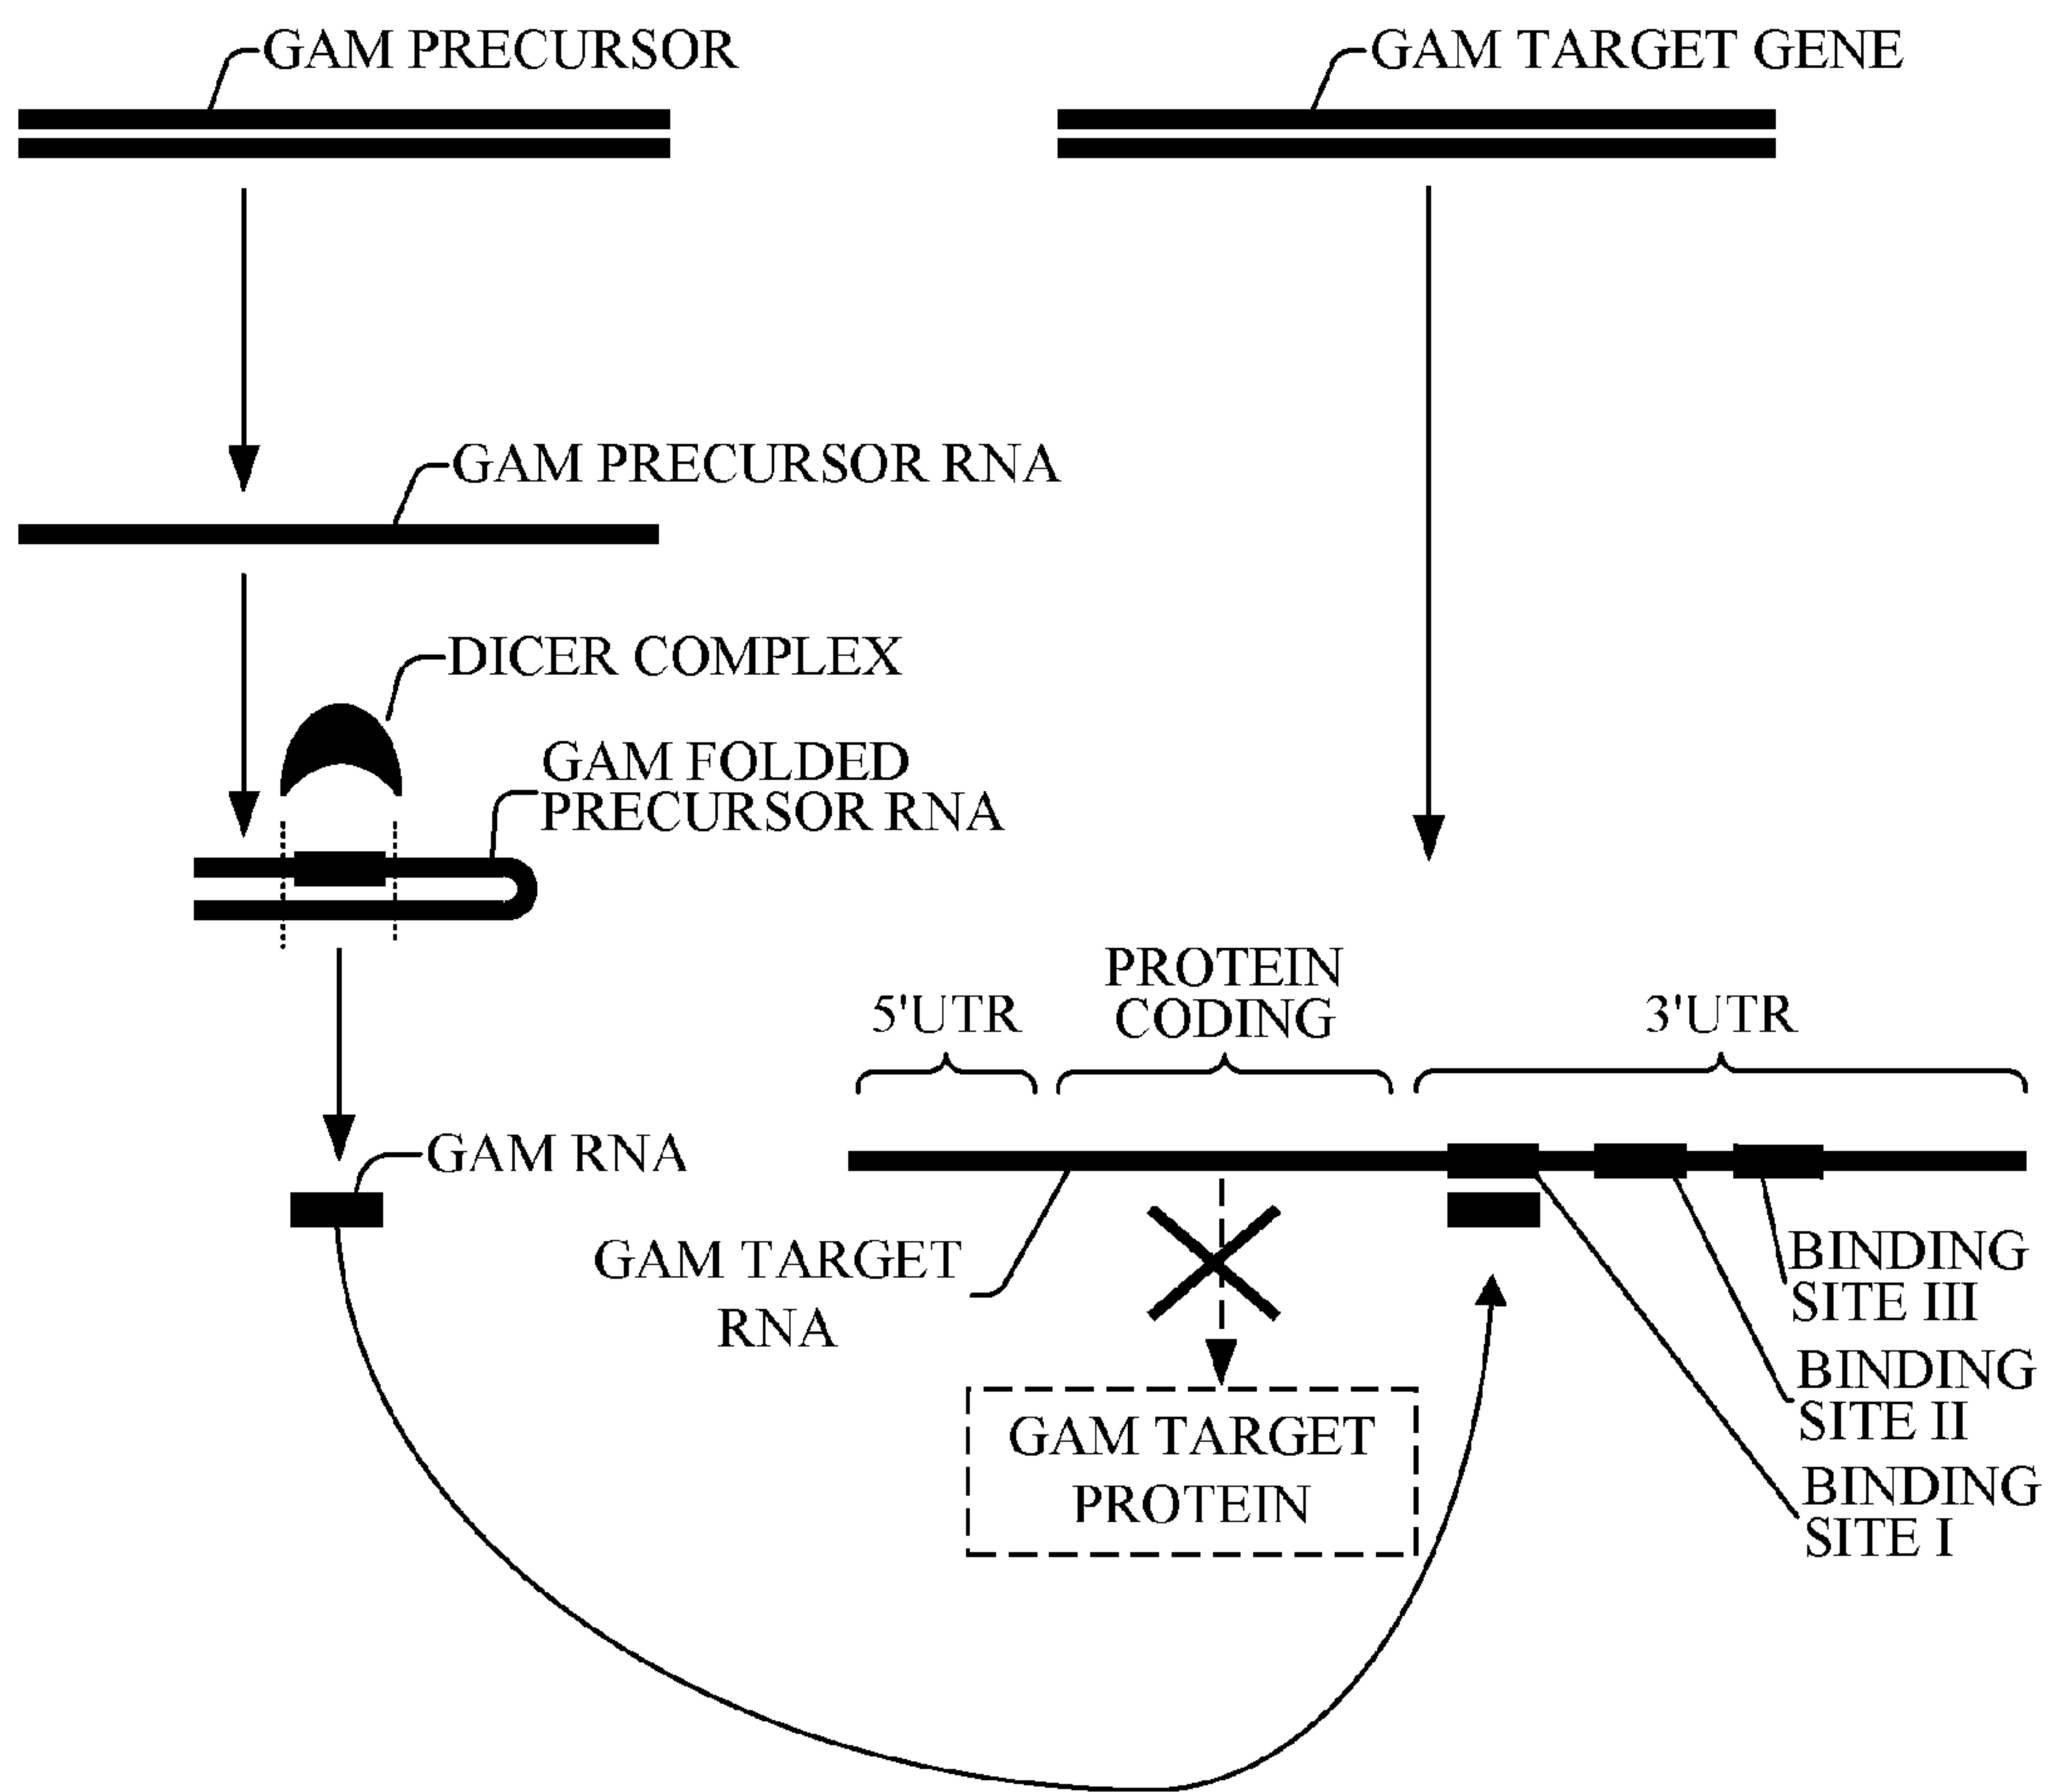 GAM PRECURSOR
GAM TARGET GENE
GAM PRECURSOR RNA
DICER COMPLEX
GAM FOLDED
PRECURSOR RNA
5'UTR
PROTEIN
CODING
3'UTR
GAM RNA
GAM TARGET
RNA
GAM TARGET
PROTEIN
BINDING
SITE III
BINDING
SITE II
BINDING
SITE I